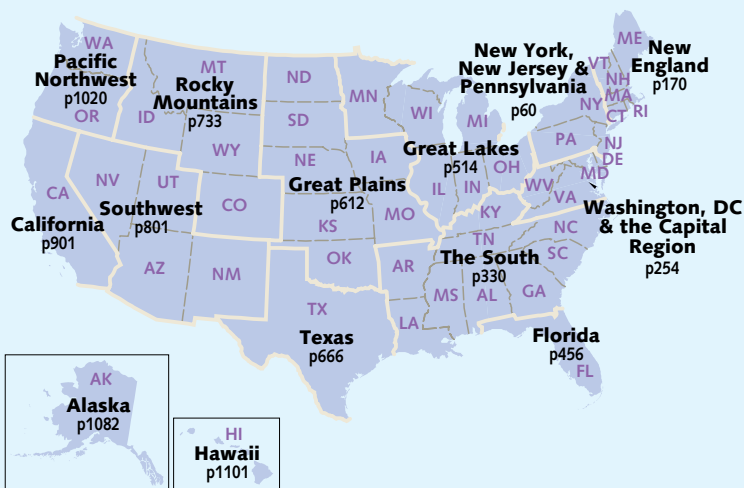 WA
Pacific
Northwest
p1020
OR
MT
Rocky
Mountains
p733
ID
WY
ND
SD
NE
MN
IA
Great Plains
p612
KS
MO
OK
WI
MI
Great Lakes
p514
IL
IN
OH
New York,
New Jersey &
Pennsylvania
p60
NY
PA
NJ
ME
New
England
p170
VT
NH
MA
CT
RI
DE
MD
WV
VA
Washington, DC
& the Capital
Region
p254
CA
California
p901
NV
UT
Southwest
p801
CO
AZ
NM
TX
Texas
p666
KY
TN
NC
SC
The South
p330
AR
LA
MS
AL
GA
Florida
p456
FL
AK
Alaska
p1082
HI
Hawaii
p1101